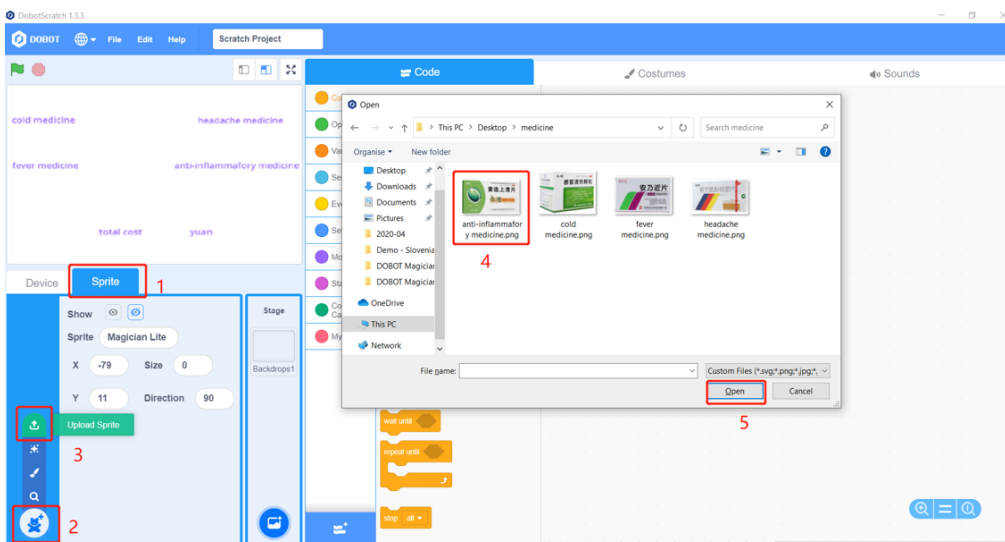 DobotScratch 1.3.3
DOBOT File Edit Help Scratch Project
Code Costumes Sounds
cold medicine headache medicine
fever medicine anti-inflammafory medicine
total cost yuan
Device Sprite 1
Show
Sprite Magician Lite
X -79 Size 0
Y 11 Direction 90
Upload Sprite
3
2
Stage
Backdrops1
Open
This PC Desktop medicine
Search medicine
Organise New folder
Desktop
Downloads
Documents
Pictures
2020-04
Demo - Slovenia
DOBOT Magician
DOBOT Magician
OneDrive
This PC
Network
安乃近片
anti-inflammafor
y medicine.png
cold
medicine.png
fever
medicine.png
headache
medicine.png
4
File name:
Custom Files (*.svg;*.png;*.jpg;*.
Open Cancel
5
wait until
repeat until
stop all